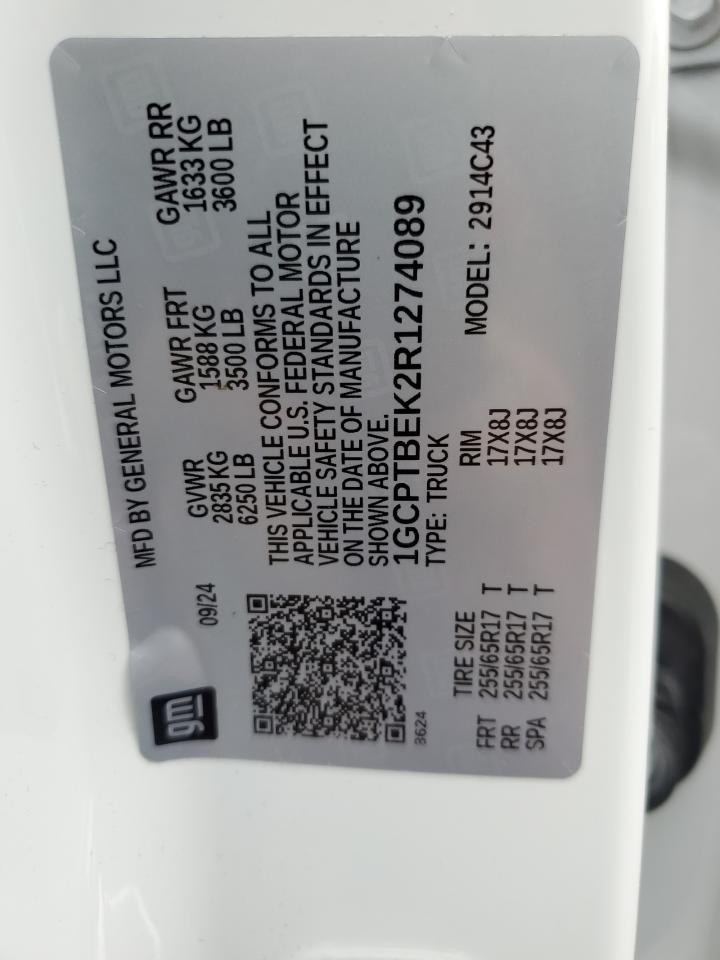 gm
MFD BY GENERAL MOTORS LLC
09/24
GVWR GAWR FRT GAWR RR
2835 KG 1588 KG 1633 KG
6250 LB 3500 LB 3600 LB
THIS VEHICLE CONFORMS TO ALL
APPLICABLE U.S. FEDERAL MOTOR
VEHICLE SAFETY STANDARDS IN EFFECT
ON THE DATE OF MANUFACTURE
SHOWN ABOVE.
1GCPTBEK2R1274089
8624
TYPE: TRUCK MODEL: 2914C43
TIRE SIZE RIM
FRT 255/65R17 T 17X8J
RR 255/65R17 T 17X8J
SPA 255/65R17 T 17X8J